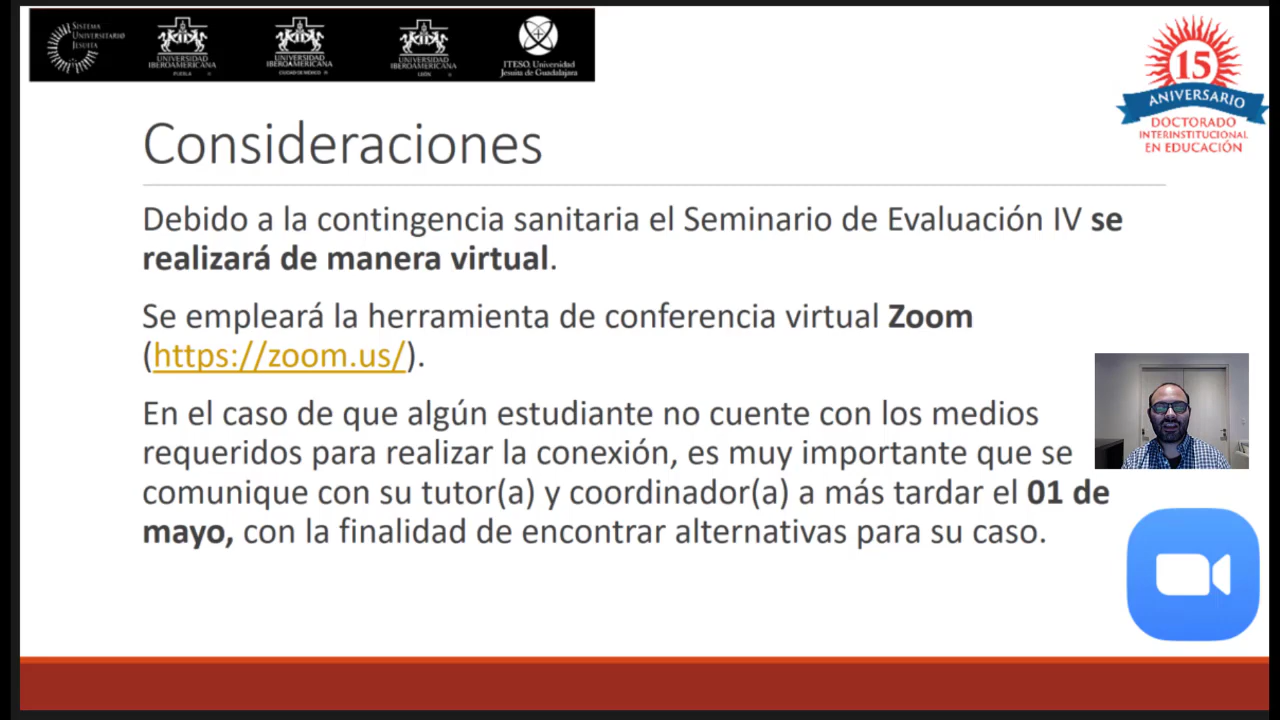 SISTEMA
UNIVERSITARIO
JESUITA
UNIVERSIDAD
IBEROAMERICANA
PUEBLA
UNIVERSIDAD
IBEROAMERICANA
CIUDAD DE MÉXICO
UNIVERSIDAD
IBEROAMERICANA
LEÓN
ITESO, Universidad
Jesuita de Guadalajara
15
ANIVERSARIO
DOCTORADO
INTERINSTITUCIONAL
EN EDUCACIÓN
Consideraciones
Debido a la contingencia sanitaria el Seminario de Evaluación IV se
realizará de manera virtual.
Se empleará la herramienta de conferencia virtual Zoom
(https://zoom.us/).
En el caso de que algún estudiante no cuente con los medios
requeridos para realizar la conexión, es muy importante que se
comunique con su tutor(a) y coordinador(a) a más tardar el 01 de
mayo, con la finalidad de encontrar alternativas para su caso.